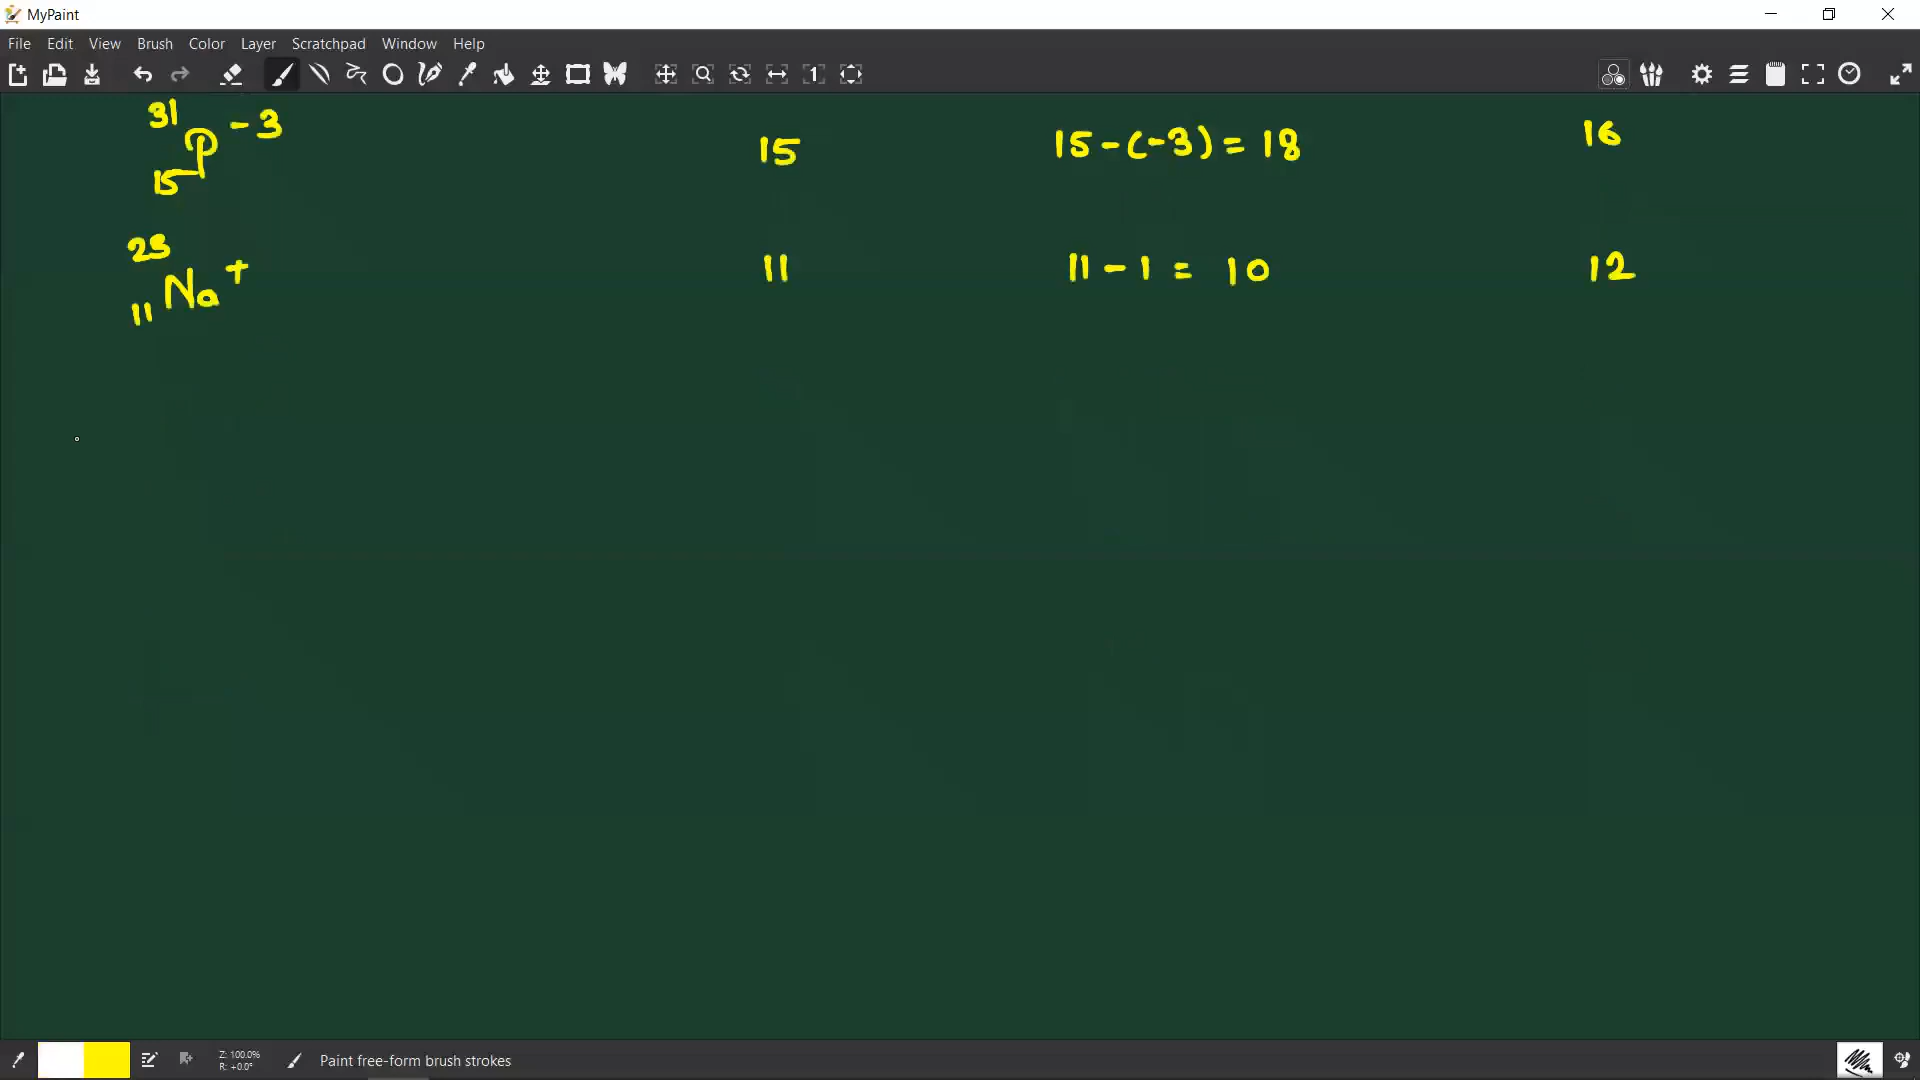 MyPaint
File Edit View Brush Color Layer Scratchpad Window Help
31 P -3 15 15 15-(-3) = 18 16
23 Na + 11 11 11 - 1 = 10 12
Z: 100.0%
R: +0.0°
Paint free-form brush strokes